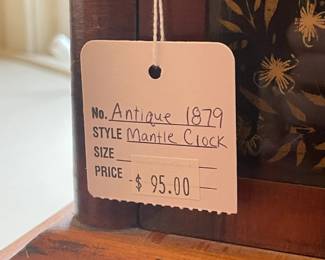 No. Antique 1879
STYLE Mantle Clock
SIZE
PRICE - $ 95.00